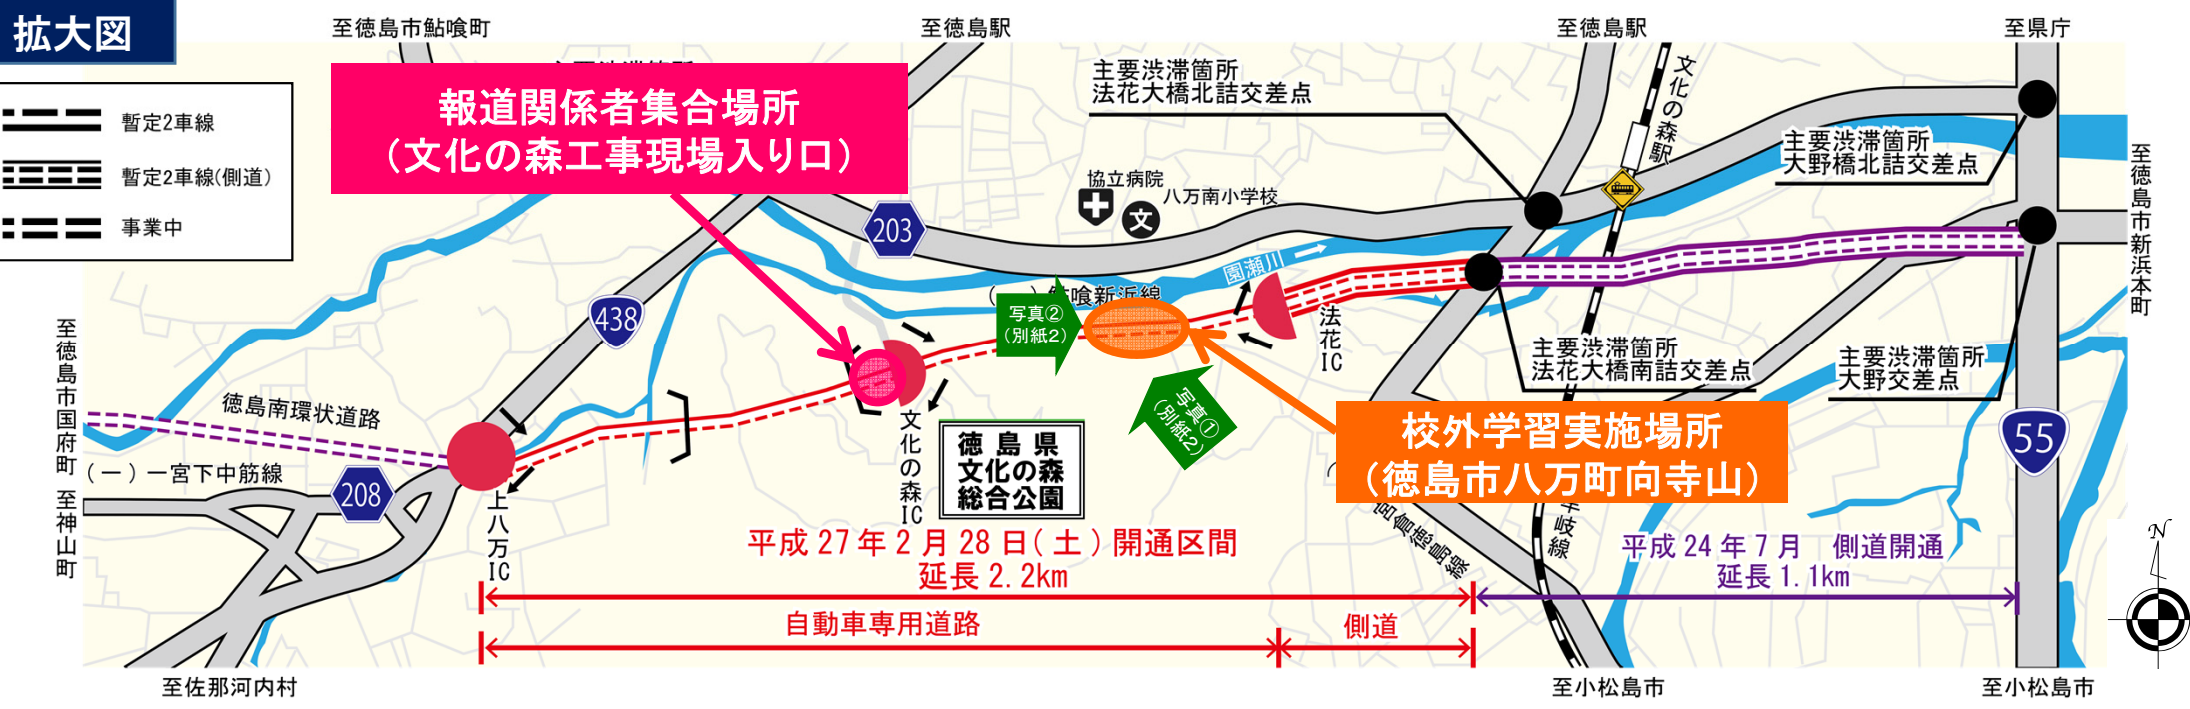 拡大図
暫定2車線
暫定2車線(側道)
事業中
至徳島市鮎喰町
至徳島駅
至徳島駅
至県庁
報道関係者集合場所
（文化の森工事現場入り口）
主要渋滞箇所
法花大橋北詰交差点
文化の森駅
主要渋滞箇所
大野橋北詰交差点
至徳島市新浜本町
協立病院
八万南小学校
文
203
園瀬川
鮎喰新浜線
438
写真②
(別紙2)
法花IC
主要渋滞箇所
法花大橋南詰交差点
主要渋滞箇所
大野交差点
至徳島市国府町
徳島南環状道路
写真①
(別紙2)
校外学習実施場所
（徳島市八万町向寺山）
55
文化の森IC
徳島県
文化の森
総合公園
(一)一宮下中筋線
208
至神山町
上八万IC
宮倉徳島線
牟岐線
平成27年2月28日(土)開通区間
延長2.2km
平成24年7月　側道開通
延長1.1km
自動車専用道路
側道
N
至佐那河内村
至小松島市
至小松島市